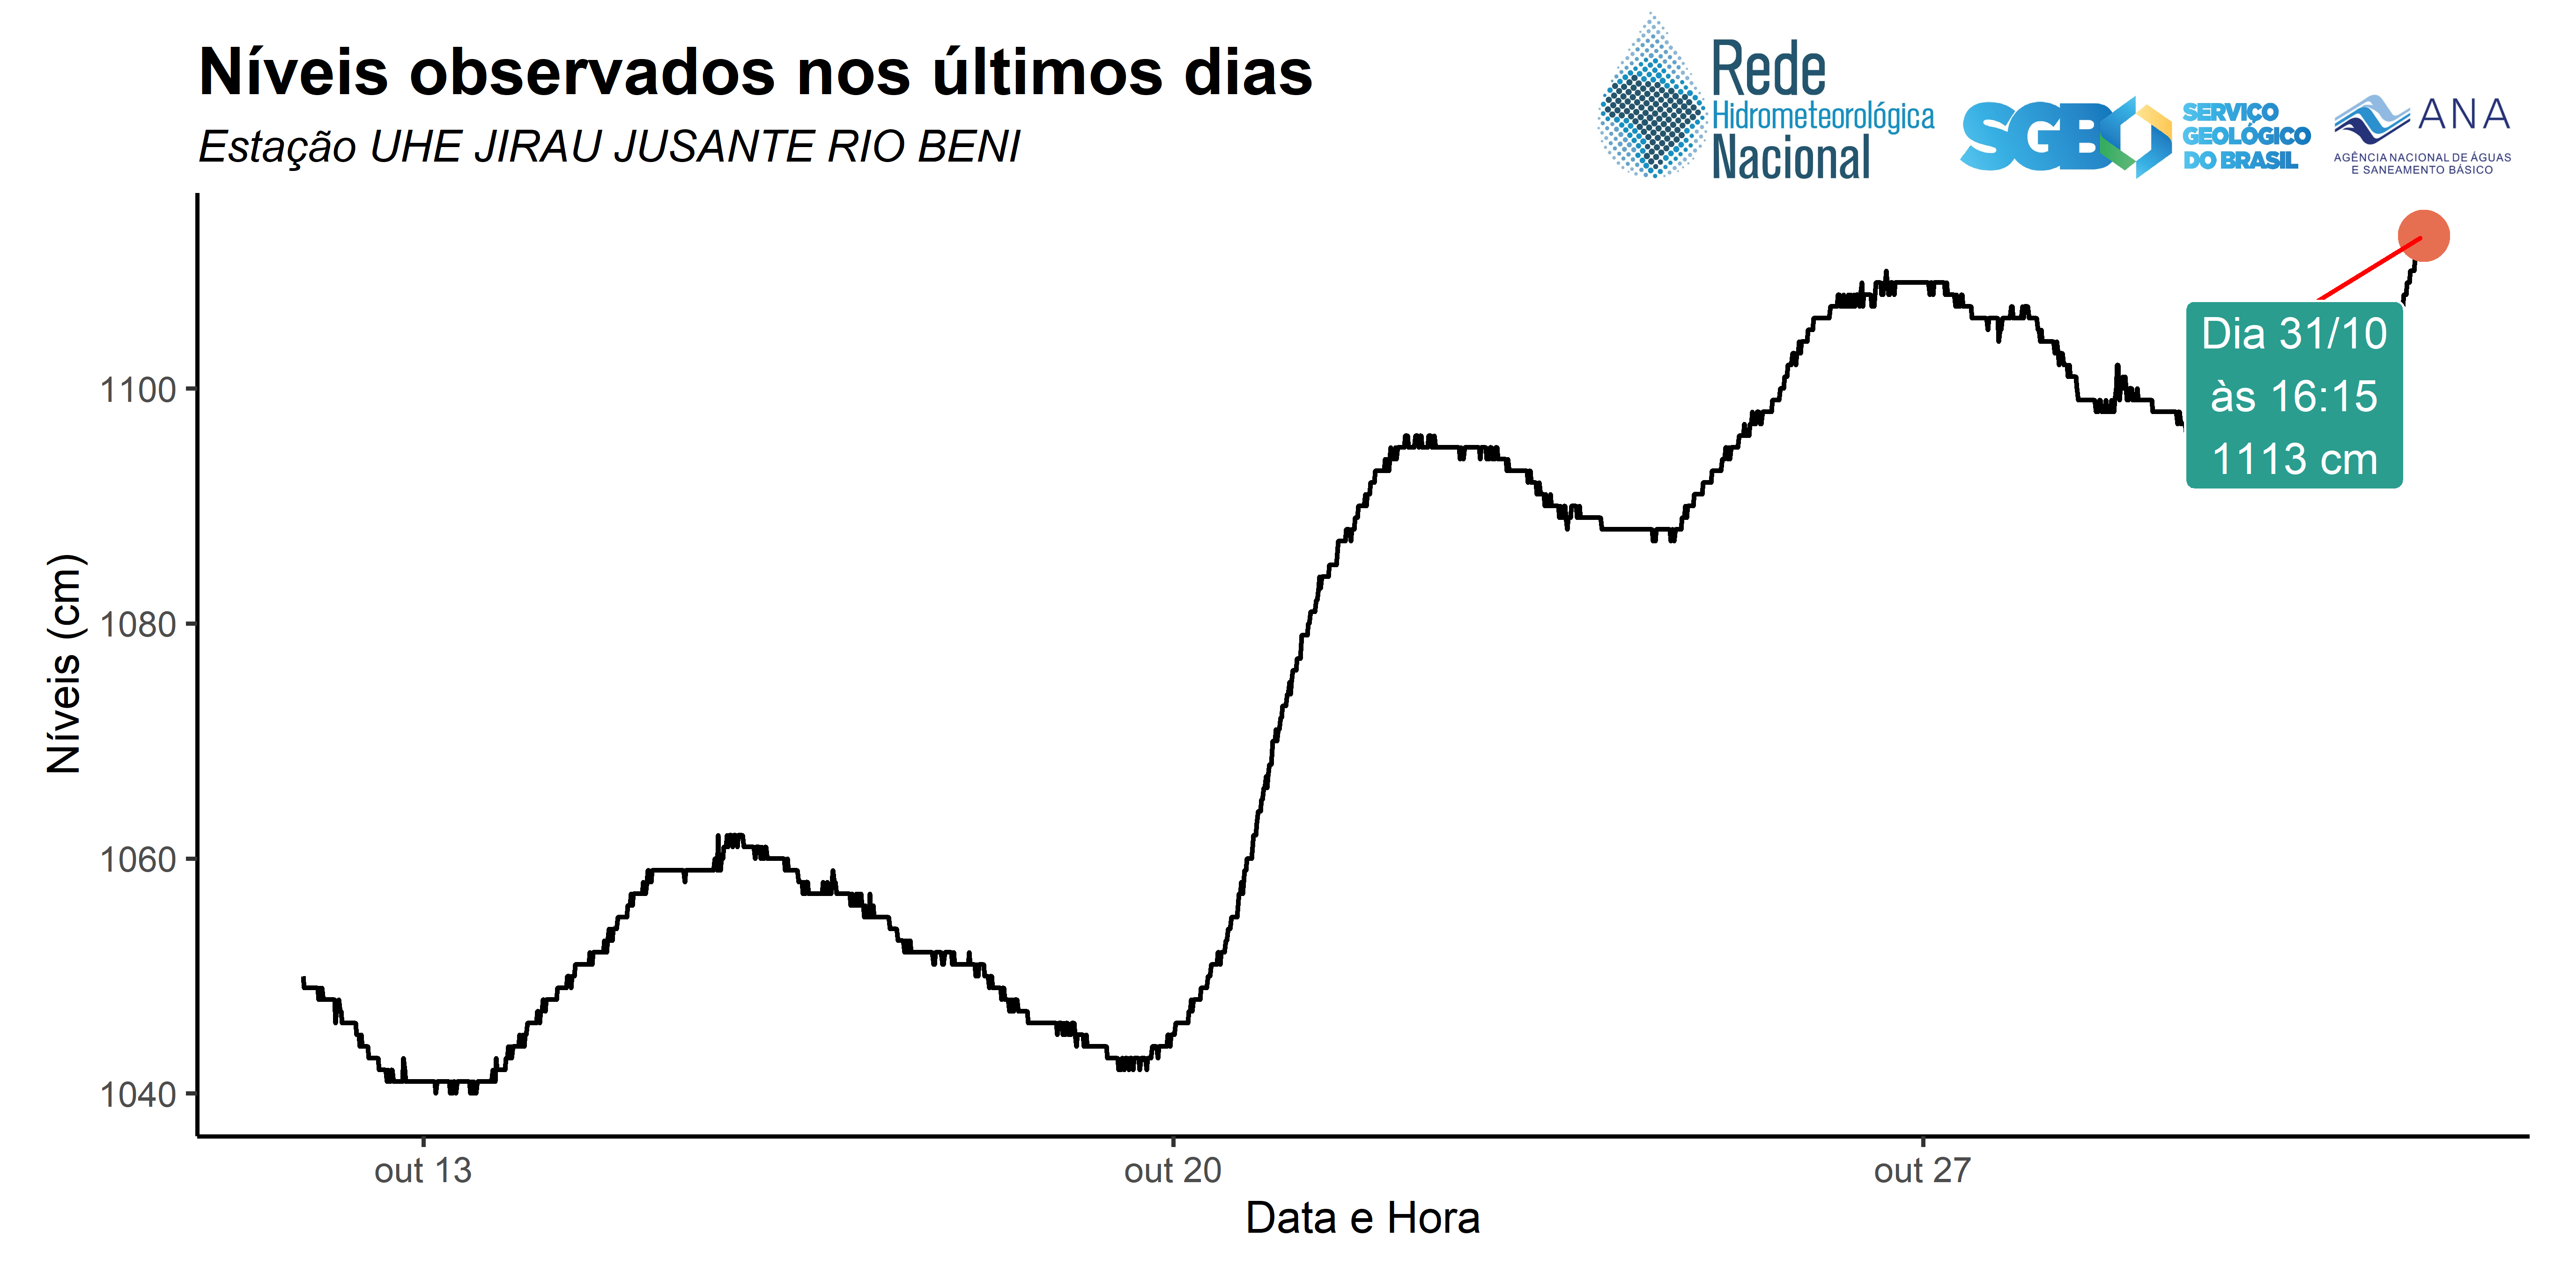 Níveis observados nos últimos dias
Estação UHE JIRAU JUSANTE RIO BENI
Rede
Hidrometeorológica
Nacional
SGB
SERVIÇO
GEOLÓGICO
DO BRASIL
ANA
AGÊNCIA NACIONAL DE ÁGUAS
E SANEAMENTO BÁSICO
Dia 31/10
às 16:15
1113 cm
Níveis (cm)
1100
1080
1060
1040
out 13
out 20
out 27
Data e Hora